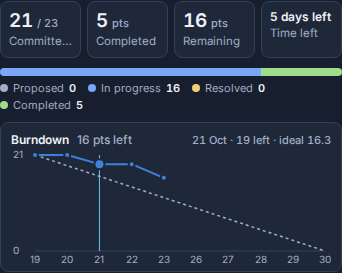 21 / 23
Committe...
5 pts
Completed
16 pts
Remaining
5 days left
Time left
Proposed 0
In progress 16
Resolved 0
Completed 5
Burndown 16 pts left
21 Oct · 19 left · ideal 16.3
21
0
19 20 21 22 23 26 27 28 29 30